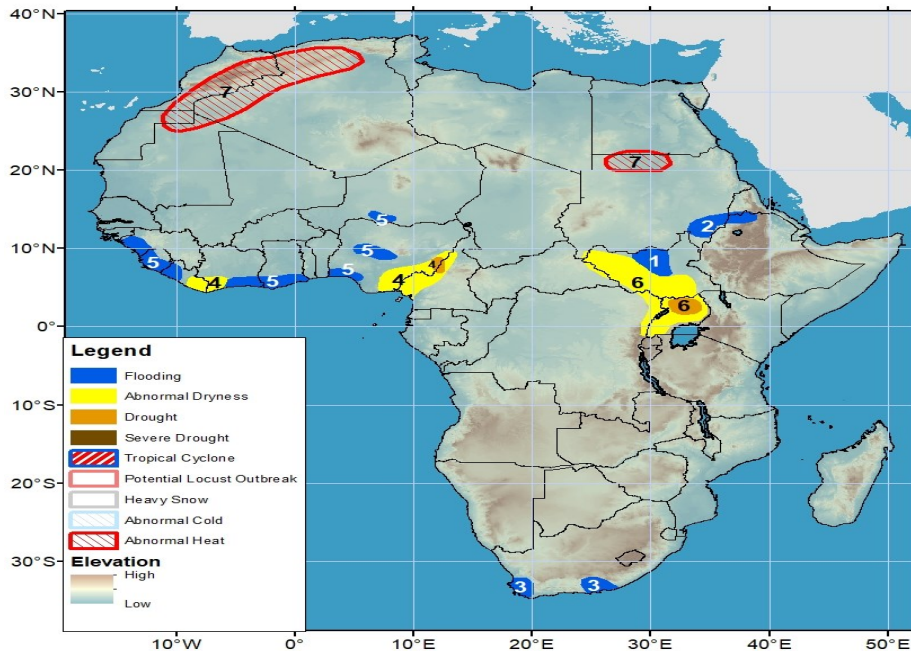 40°N
30°N
20°N
10°N
0°
10°S
20°S
30°S
7
7
5
2
5
5
1
5
4
5
4
4
6
6
3
3
Legend
Flooding
Abnormal Dryness
Drought
Severe Drought
Tropical Cyclone
Potential Locust Outbreak
Heavy Snow
Abnormal Cold
Abnormal Heat
Elevation
High
Low
10°W
0°
10°E
20°E
30°E
40°E
50°E